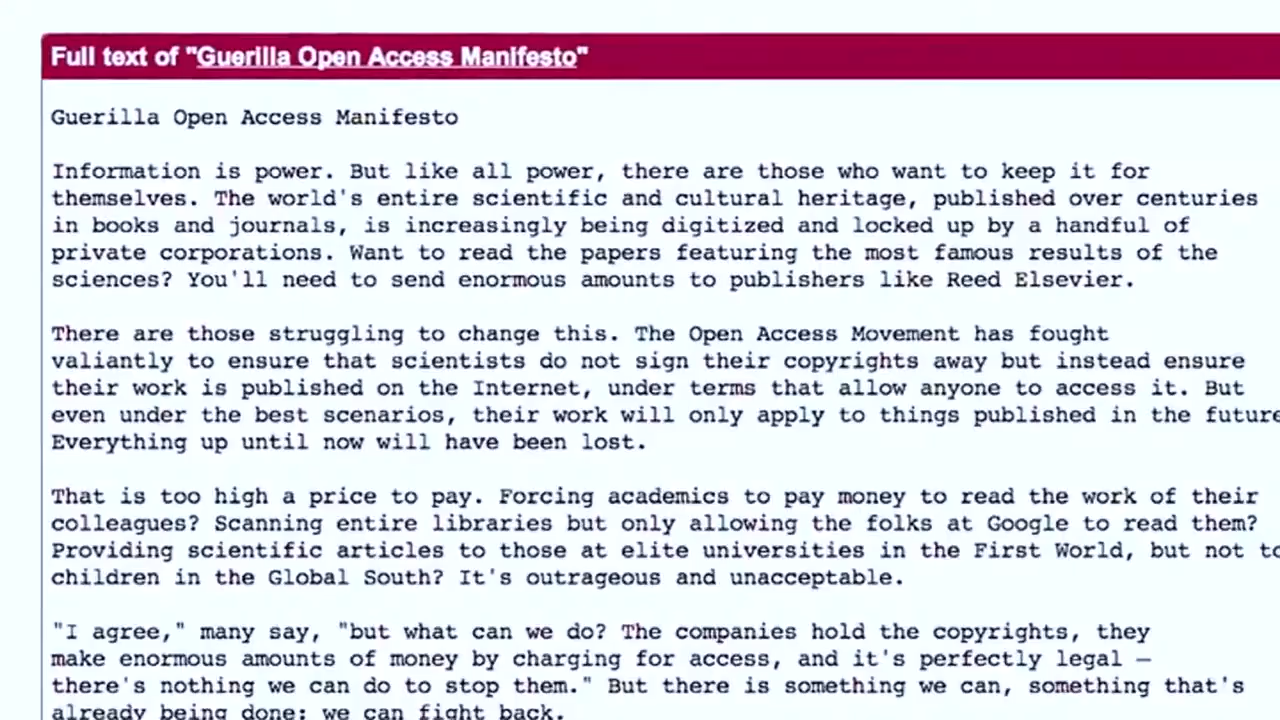 Full text of "Guerilla Open Access Manifesto"
Guerilla Open Access Manifesto
Information is power. But like all power, there are those who want to keep it for
themselves. The world's entire scientific and cultural heritage, published over centuries
in books and journals, is increasingly being digitized and locked up by a handful of
private corporations. Want to read the papers featuring the most famous results of the
sciences? You'll need to send enormous amounts to publishers like Reed Elsevier.
There are those struggling to change this. The Open Access Movement has fought
valiantly to ensure that scientists do not sign their copyrights away but instead ensure
their work is published on the Internet, under terms that allow anyone to access it. But
even under the best scenarios, their work will only apply to things published in the future
Everything up until now will have been lost.
That is too high a price to pay. Forcing academics to pay money to read the work of their
colleagues? Scanning entire libraries but only allowing the folks at Google to read them?
Providing scientific articles to those at elite universities in the First World, but not to
children in the Global South? It's outrageous and unacceptable.
"I agree," many say, "but what can we do? The companies hold the copyrights, they
make enormous amounts of money by charging for access, and it's perfectly legal —
there's nothing we can do to stop them." But there is something we can, something that's
already being done: we can fight back.